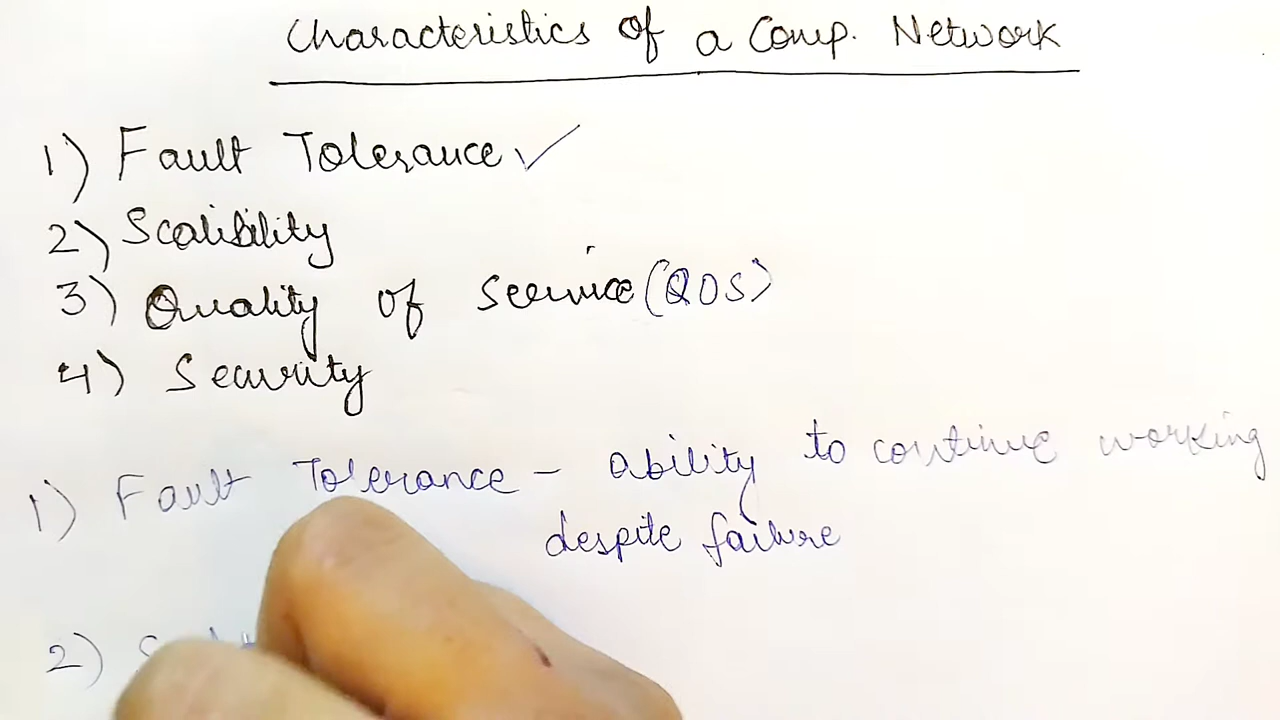 Characteristics of a Comp. Network
1) Fault Tolerance ✓
2) Scalibility
3) Quality of Service (QOS)
4) Security
1) Fault Tolerance - ability to continue working
despite failure
2)